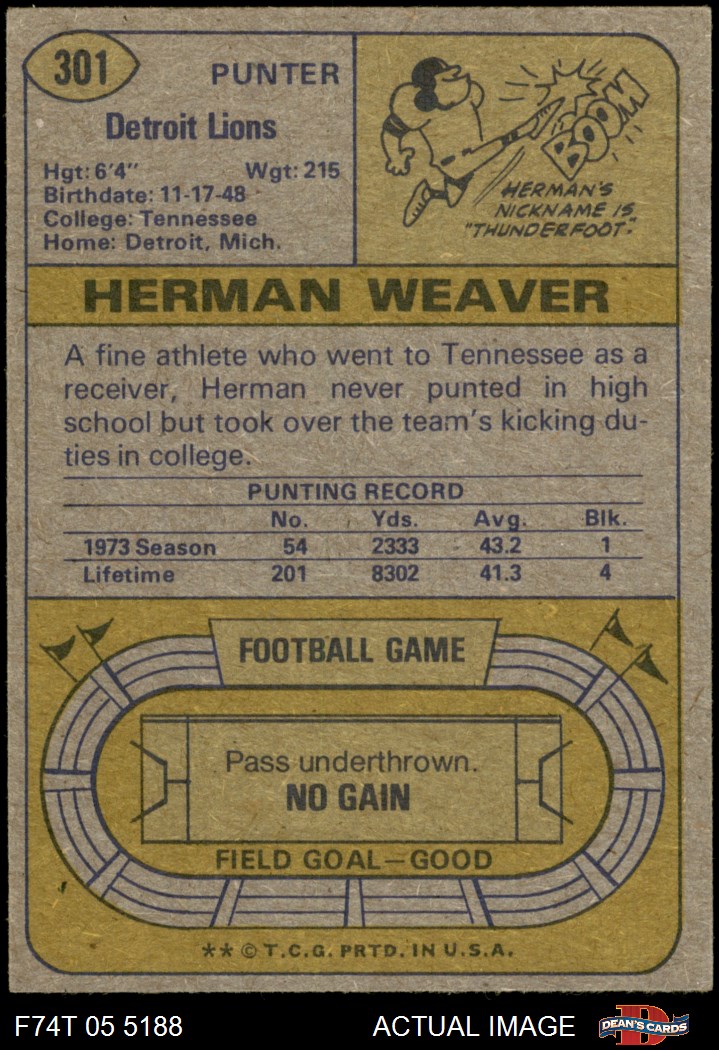 301
PUNTER
Detroit Lions
Hgt: 6'4" Wgt: 215
Birthdate: 11-17-48
College: Tennessee
Home: Detroit, Mich.
BOOM
HERMAN'S
NICKNAME IS
"THUNDERFOOT."
HERMAN WEAVER
A fine athlete who went to Tennessee as a
receiver, Herman never punted in high
school but took over the team's kicking du-
ties in college.
PUNTING RECORD
No. Yds. Avg. Blk.
1973 Season 54 2333 43.2 1
Lifetime 201 8302 41.3 4
FOOTBALL GAME
Pass underthrown.
NO GAIN
FIELD GOAL—GOOD
** © T.C.G. PRTD. IN U.S.A.
F74T 05 5188 ACTUAL IMAGE D DEAN'S CARDS